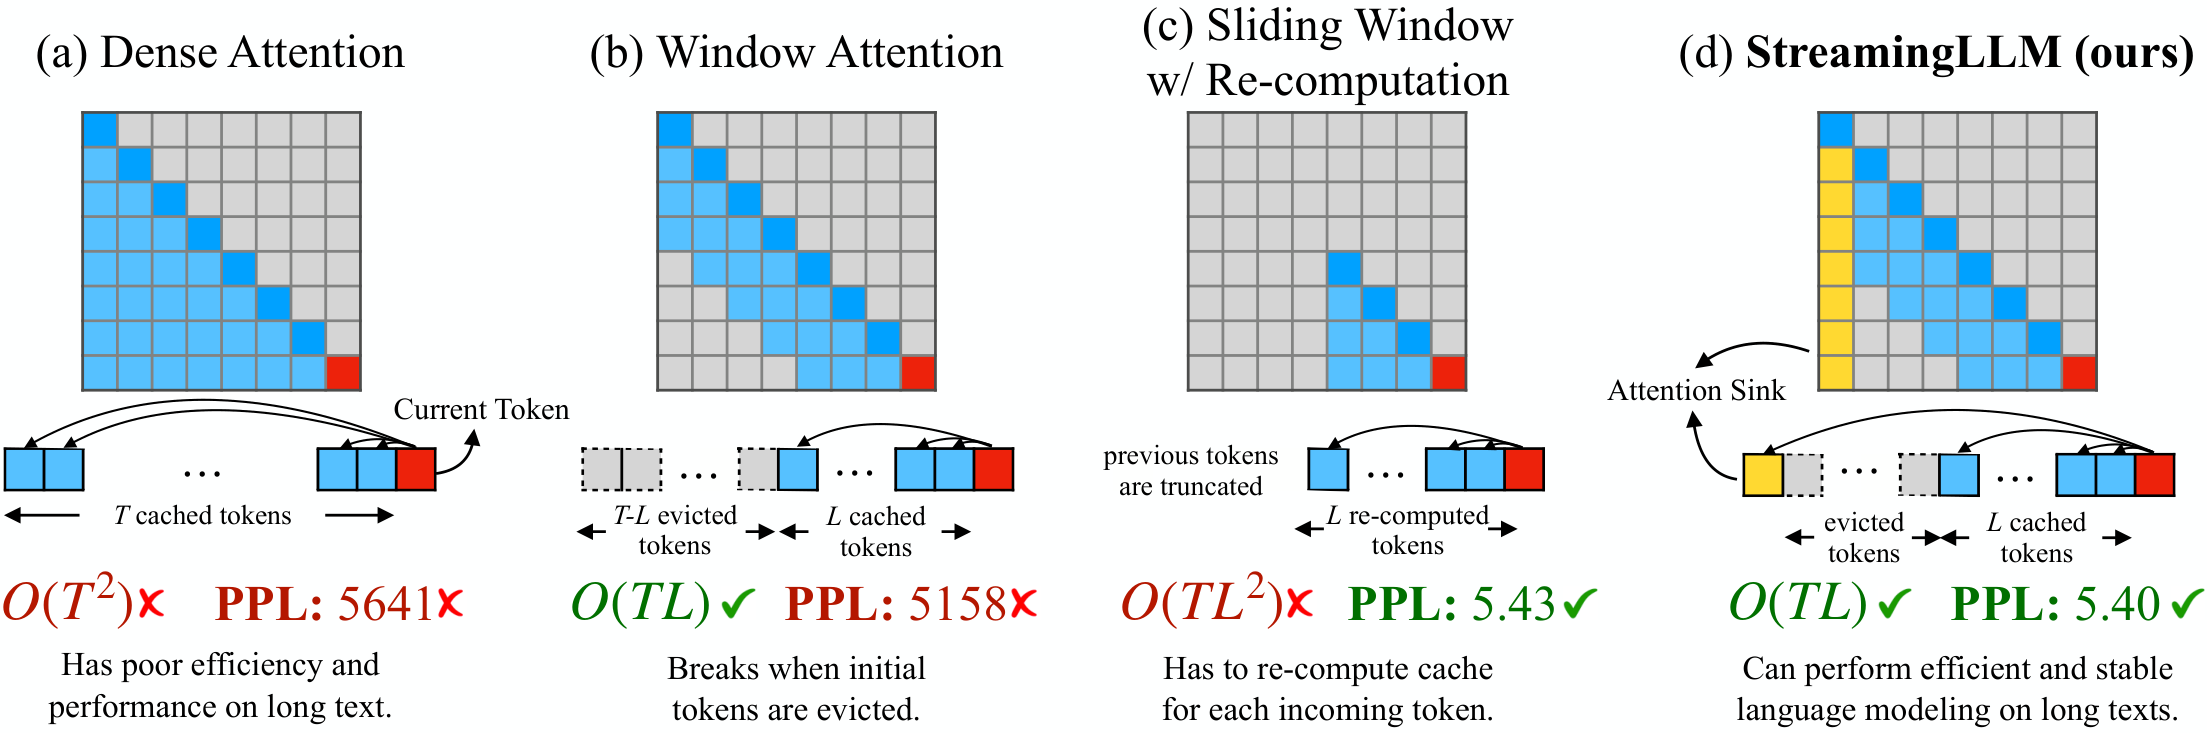 (a) Dense Attention
Current Token
...
T cached tokens
O(T²)✘ PPL: 5641✘
Has poor efficiency and
performance on long text.
(b) Window Attention
... ...
T-L evicted
tokens
L cached
tokens
O(TL)✓ PPL: 5158✘
Breaks when initial
tokens are evicted.
(c) Sliding Window
w/ Re-computation
previous tokens
are truncated
...
L re-computed
tokens
O(TL²)✘ PPL: 5.43✓
Has to re-compute cache
for each incoming token.
(d) StreamingLLM (ours)
Attention Sink
... ...
evicted
tokens
L cached
tokens
O(TL)✓ PPL: 5.40✓
Can perform efficient and stable
language modeling on long texts.